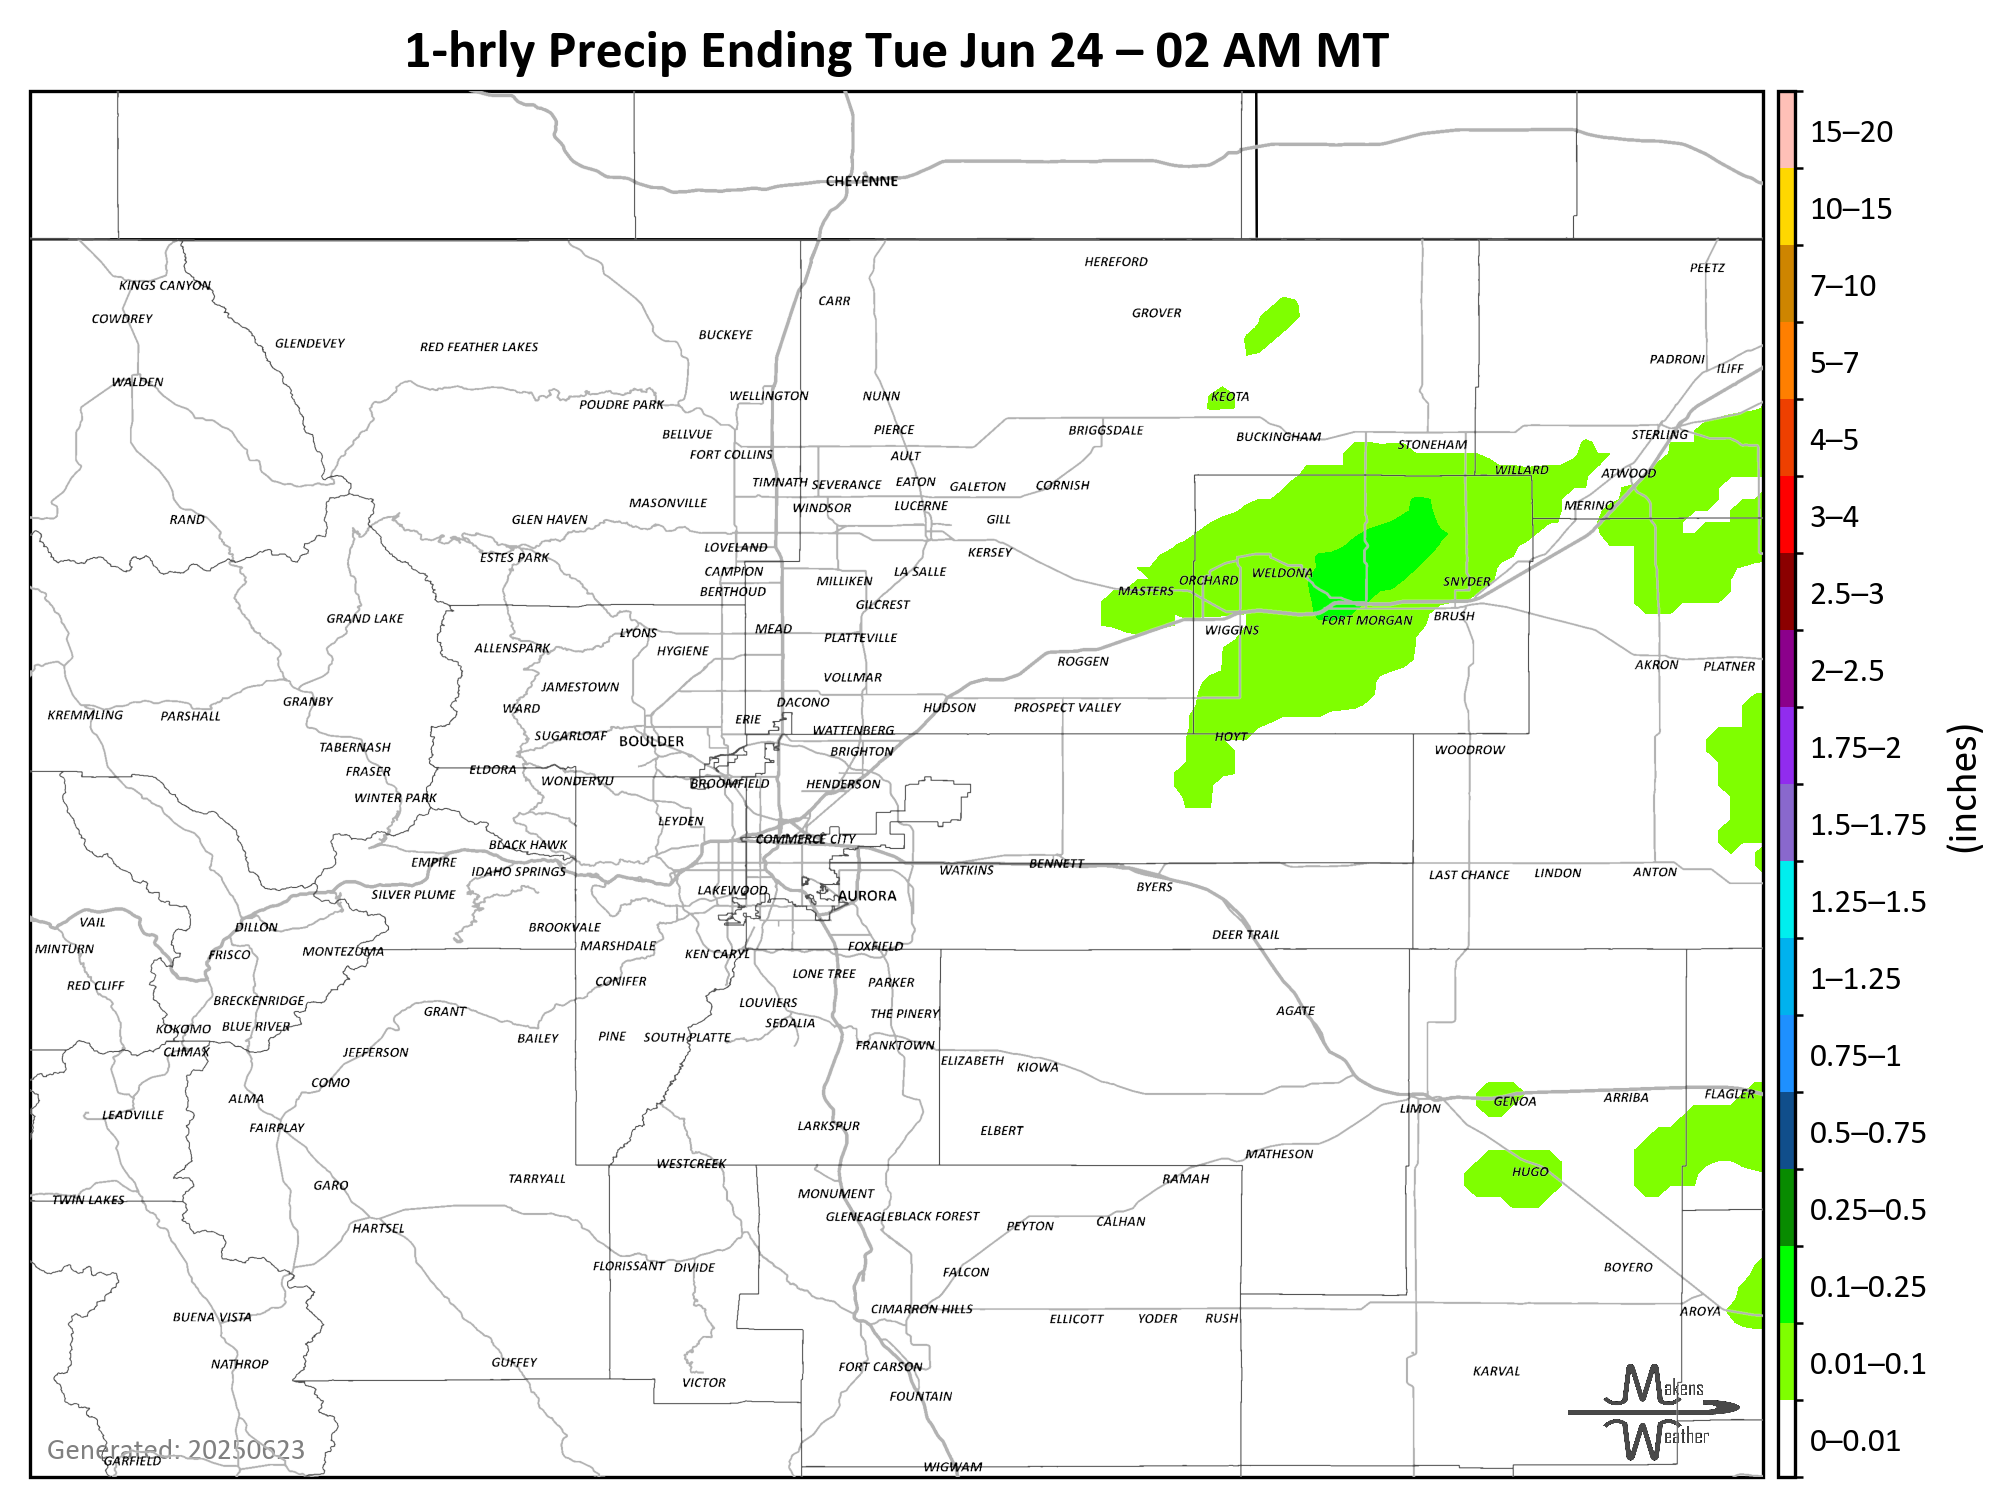 1-hrly Precip Ending Tue Jun 24 – 02 AM MT
CHEYENNE
HEREFORD
PEETZ
KINGS CANYON
CARR
GROVER
COWDREY
BUCKEYE
GLENDEVEY
RED FEATHER LAKES
PADRONI
ILIFF
WALDEN
WELLINGTON
NUNN
KEOTA
POUDRE PARK
BELLVUE
PIERCE
BRIGGSDALE
BUCKINGHAM
STERLING
STONEHAM
FORT COLLINS
AULT
WILLARD
ATWOOD
TIMNATH
SEVERANCE
EATON
GALETON
CORNISH
MASONVILLE
WINDSOR
LUCERNE
MERINO
RAND
GLEN HAVEN
GILL
LOVELAND
KERSEY
ESTES PARK
CAMPION
LA SALLE
WELDONA
MILLIKEN
ORCHARD
SNYDER
BERTHOUD
MASTERS
GILCREST
GRAND LAKE
FORT MORGAN
BRUSH
LYONS
MEAD
PLATTEVILLE
WIGGINS
ALLENSPARK
HYGIENE
ROGGEN
AKRON
PLATNER
VOLLMAR
JAMESTOWN
GRANBY
DACONO
WARD
HUDSON
PROSPECT VALLEY
KREMMLING
PARSHALL
ERIE
WATTENBERG
SUGARLOAF
BOULDER
HOYT
TABERNASH
BRIGHTON
WOODROW
FRASER
ELDORA
WONDERVU
BROOMFIELD
HENDERSON
WINTER PARK
LEYDEN
COMMERCE CITY
BLACK HAWK
EMPIRE
IDAHO SPRINGS
WATKINS
BENNETT
LAST CHANCE
LINDON
ANTON
BYERS
SILVER PLUME
LAKEWOOD
AURORA
VAIL
DILLON
BROOKVALE
DEER TRAIL
MINTURN
FRISCO
MONTEZUMA
MARSHDALE
KEN CARYL
FOXFIELD
LONE TREE
RED CLIFF
CONIFER
PARKER
BRECKENRIDGE
LOUVIERS
GRANT
THE PINERY
AGATE
KOKOMO
BLUE RIVER
SEDALIA
BAILEY
PINE
SOUTH PLATTE
CLIMAX
JEFFERSON
FRANKTOWN
ELIZABETH
KIOWA
COMO
ALMA
GENOA
ARRIBA
FLAGLER
LEADVILLE
LIMON
FAIRPLAY
LARKSPUR
ELBERT
MATHESON
WESTCREEK
HUGO
TARRYALL
RAMAH
GARO
MONUMENT
TWIN LAKES
GLENEAGLE
BLACK FOREST
PEYTON
CALHAN
HARTSEL
FLORISSANT
DIVIDE
FALCON
BOYERO
BUENA VISTA
CIMARRON HILLS
ELLICOTT
YODER
RUSH
AROYA
NATHROP
GUFFEY
FORT CARSON
KARVAL
VICTOR
FOUNTAIN
Makens
Weather
Generated: 20250623
GARFIELD
WIGWAM
15–20
10–15
7–10
5–7
4–5
3–4
2.5–3
2–2.5
1.75–2
1.5–1.75
1.25–1.5
1–1.25
0.75–1
0.5–0.75
0.25–0.5
0.1–0.25
0.01–0.1
0–0.01
(inches)